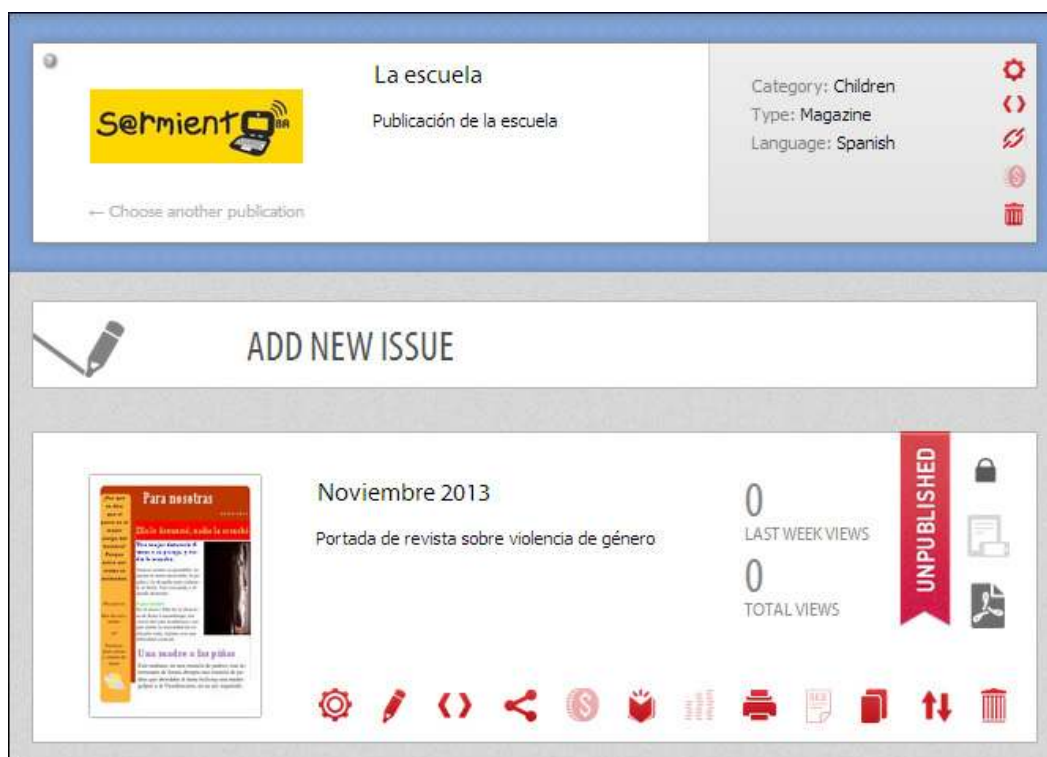 La escuela
S@rmient BA
Publicación de la escuela
← Choose another publication
Category: Children
Type: Magazine
Language: Spanish
ADD NEW ISSUE
Para nosotras
Una madre a las piñas
Noviembre 2013
Portada de revista sobre violencia de género
0
LAST WEEK VIEWS
0
TOTAL VIEWS
UNPUBLISHED